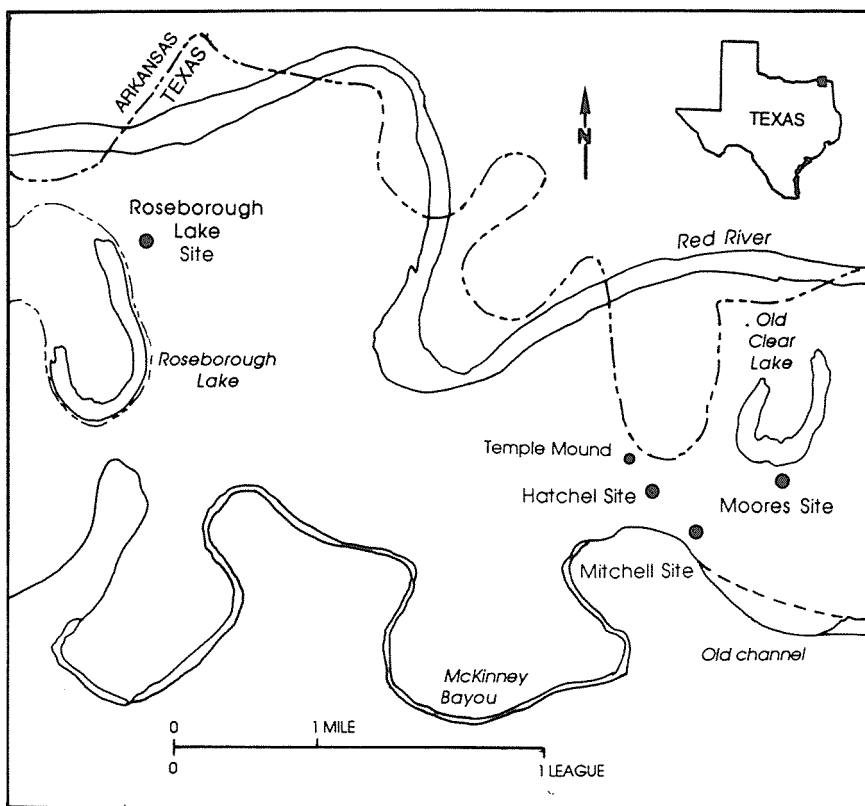 ARKANSAS
TEXAS
N
TEXAS
Roseborough
Lake
Site
Red River
Roseborough
Lake
Old
Clear
Lake
Temple Mound
Hatchel Site
Moores Site
Mitchell Site
McKinney
Bayou
Old channel
0
1 MILE
0
1 LEAGUE